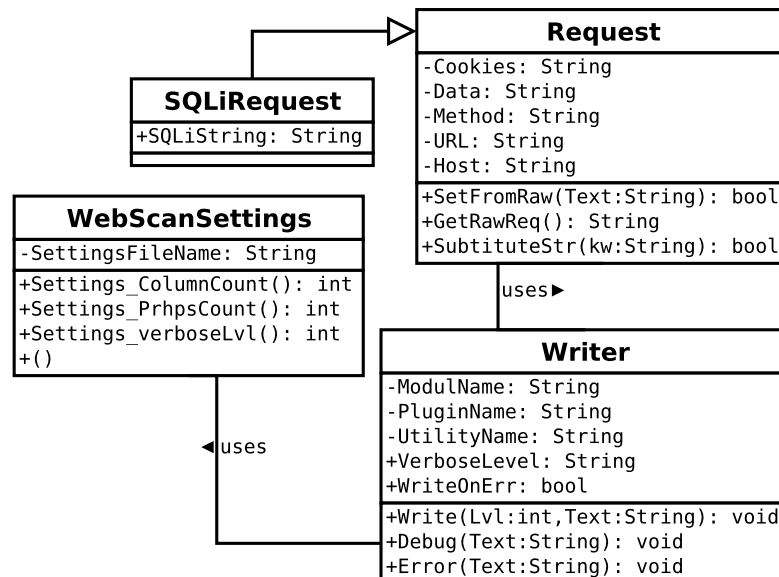 Request
-Cookies: String
-Data: String
-Method: String
-URL: String
-Host: String
+SetFromRaw(Text:String): bool
+GetRawReq(): String
+SubtituteStr(kw:String): bool
SQLiRequest
+SQLiString: String
WebScanSettings
-SettingsFileName: String
+Settings_ColumnCount(): int
+Settings_PrhpsCount(): int
+Settings_verboseLvl(): int
+()
uses
Writer
-ModulName: String
-PluginName: String
-UtilityName: String
+VerboseLevel: String
+WriteOnErr: bool
+Write(Lvl:int,Text:String): void
+Debug(Text:String): void
+Error(Text:String): void
uses